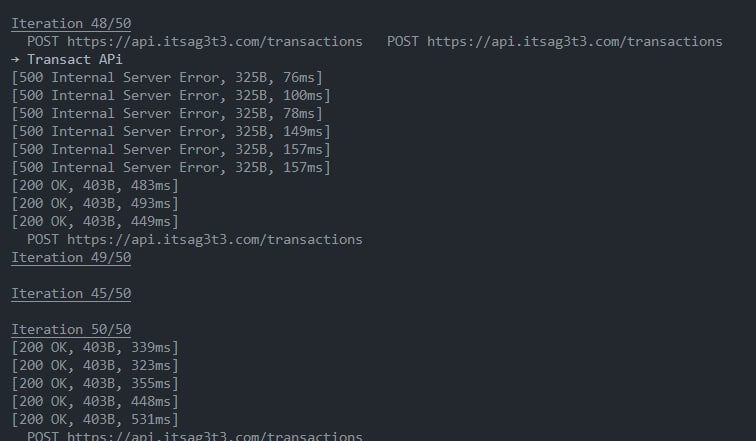 Iteration 48/50
POST https://api.itsag3t3.com/transactions POST https://api.itsag3t3.com/transactions
→ Transact APi
[500 Internal Server Error, 325B, 76ms]
[500 Internal Server Error, 325B, 100ms]
[500 Internal Server Error, 325B, 78ms]
[500 Internal Server Error, 325B, 149ms]
[500 Internal Server Error, 325B, 157ms]
[500 Internal Server Error, 325B, 157ms]
[200 OK, 403B, 483ms]
[200 OK, 403B, 493ms]
[200 OK, 403B, 449ms]
POST https://api.itsag3t3.com/transactions
Iteration 49/50
Iteration 45/50
Iteration 50/50
[200 OK, 403B, 339ms]
[200 OK, 403B, 323ms]
[200 OK, 403B, 355ms]
[200 OK, 403B, 448ms]
[200 OK, 403B, 531ms]
POST https://api.itsag3t3.com/transactions